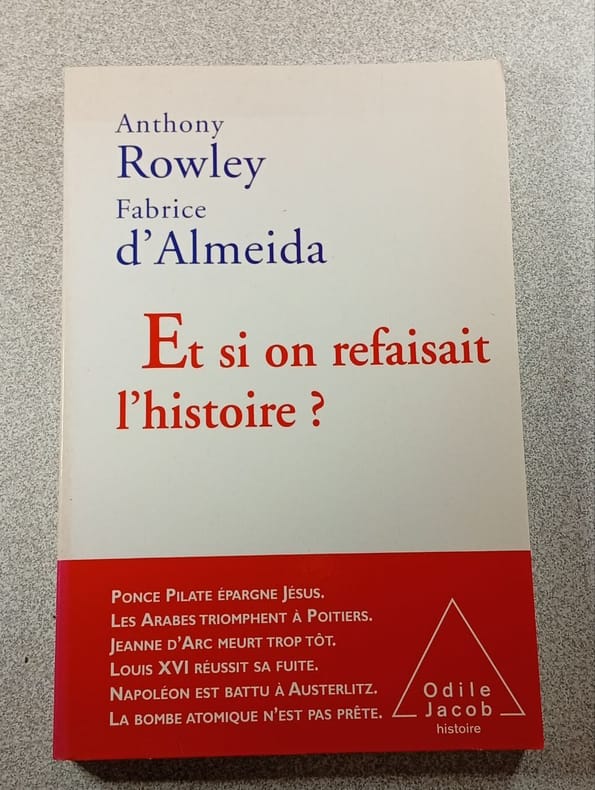 Anthony
Rowley
Fabrice
d'Almeida
Et si on refaisait
l'histoire ?
PONCE PILATE ÉPARGNE JÉSUS.
LES ARABES TRIOMPHENT À POITIERS.
JEANNE D'ARC MEURT TROP TÔT.
LOUIS XVI RÉUSSIT SA FUITE.
NAPOLÉON EST BATTU À AUSTERLITZ.
LA BOMBE ATOMIQUE N'EST PAS PRÊTE.
Odile
Jacob
histoire